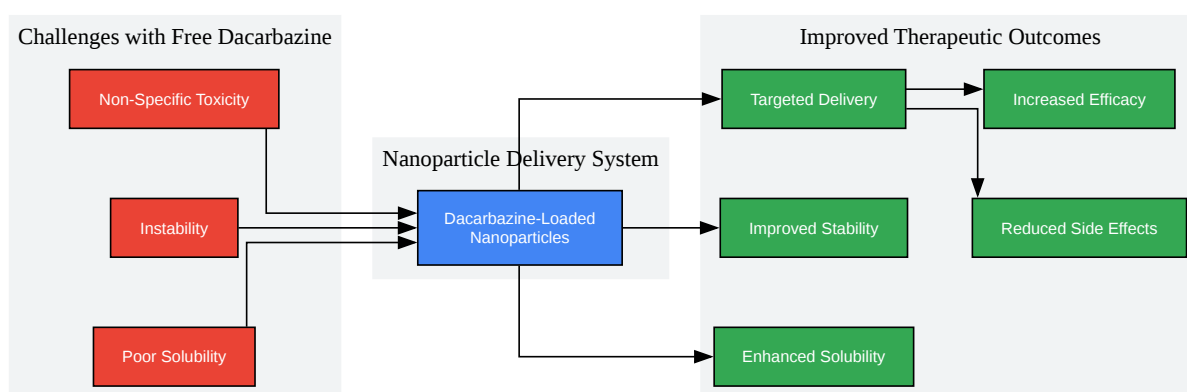 Challenges with Free Dacarbazine
Non-Specific Toxicity
Instability
Poor Solubility
Nanoparticle Delivery System
Dacarbazine-Loaded
Nanoparticles
Improved Therapeutic Outcomes
Targeted Delivery
Increased Efficacy
Improved Stability
Reduced Side Effects
Enhanced Solubility